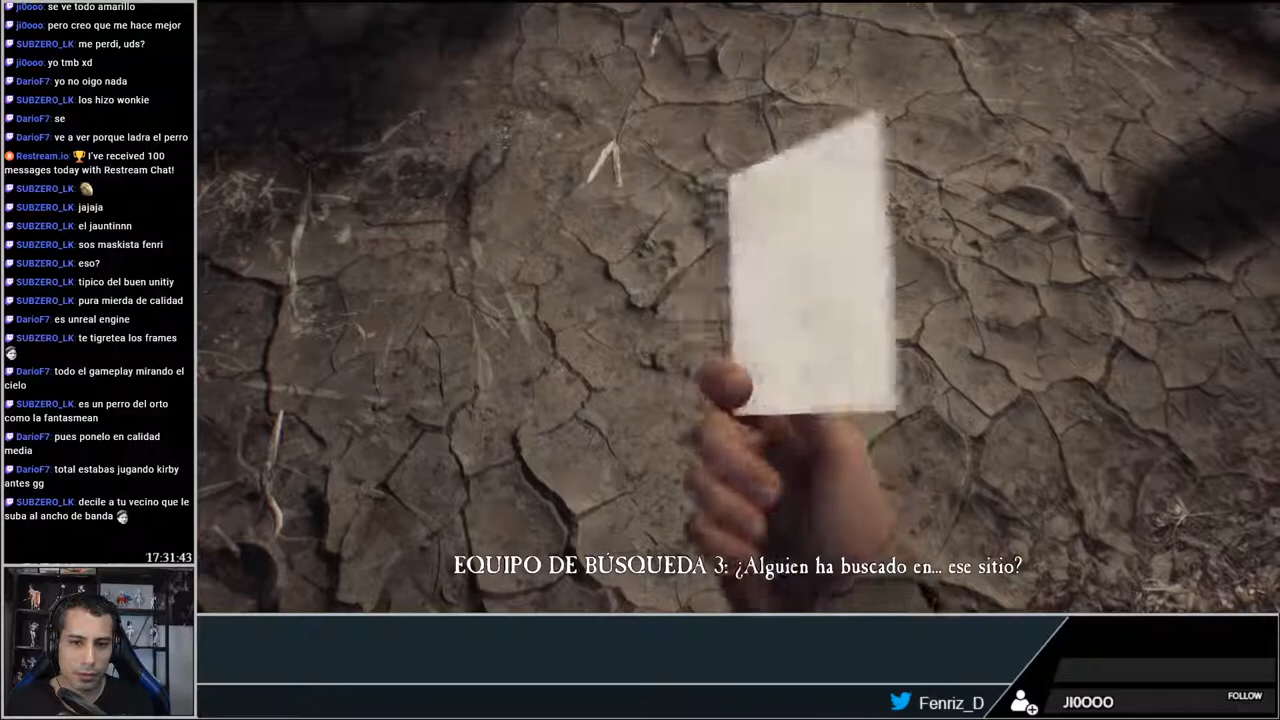 ji0ooo: se ve todo amarillo
ji0ooo: pero creo que me hace mejor
SUBZERO_LK: me perdi, uds?
ji0ooo: yo tmb xd
DarioF7: yo no oigo nada
SUBZERO_LK: los hizo wonkie
DarioF7: se
DarioF7: ve a ver porque ladra el perro
Restream.io: 🏆 I've received 100
messages today with Restream Chat!
SUBZERO_LK:
SUBZERO_LK: jajaja
SUBZERO_LK: el jauntinnn
SUBZERO_LK: sos maskista fenri
SUBZERO_LK: eso?
SUBZERO_LK: tipico del buen unitiy
SUBZERO_LK: pura mierda de calidad
DarioF7: es unreal engine
SUBZERO_LK: te tigretea los frames
DarioF7: todo el gameplay mirando el
cielo
SUBZERO_LK: es un perro del orto
como la fantasmean
DarioF7: pues ponelo en calidad
media
DarioF7: total estabas jugando kirby
antes gg
SUBZERO_LK: decile a tu vecino que le
suba al ancho de banda
17:31:43
EQUIPO DE BÚSQUEDA 3: ¿Alguien ha buscado en... ese sitio?
Fenriz_D
JI0OOO
FOLLOW